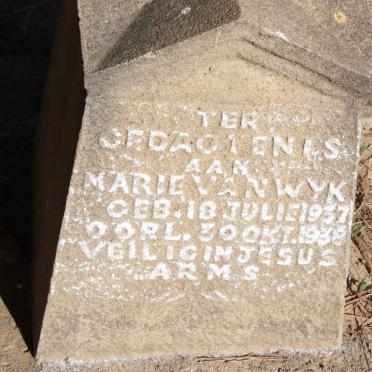 TER
GEDAGTENIS
AAN
MARIE VAN WYK
GEB. 18 JULIE 1937
OORL. 30 OKT. 1938
VEILIG IN JESUS
ARMS